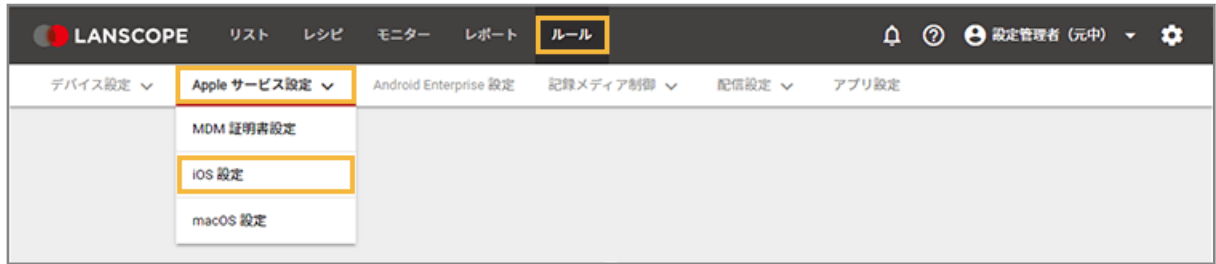 LANSCOPE リスト レシピ モニター レポート ルール 設定管理者（元中）
デバイス設定 Apple サービス設定 Android Enterprise 設定 記録メディア制御 配信設定 アプリ設定
MDM 証明書設定
iOS 設定
macOS 設定